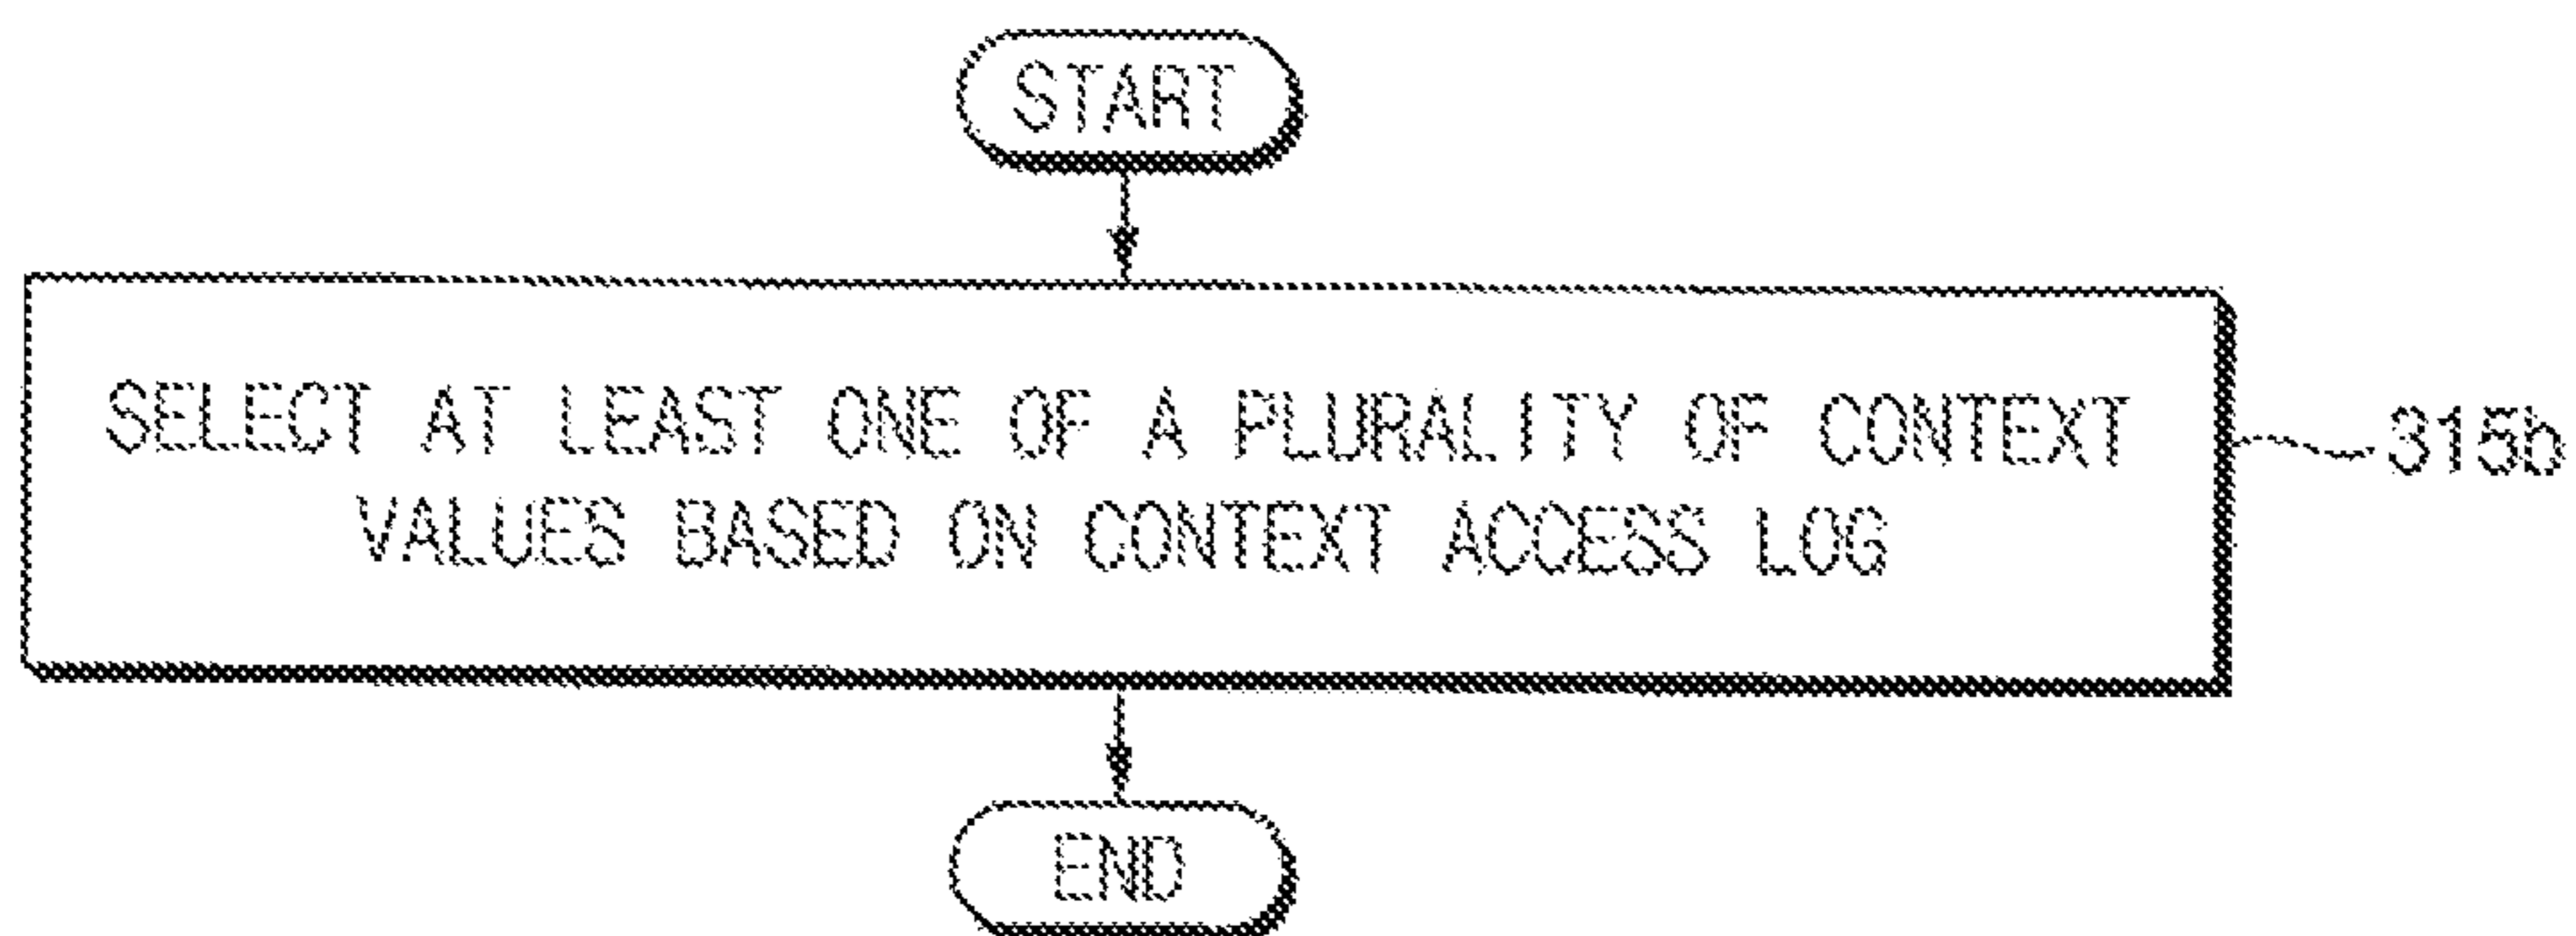 START
SELECT AT LEAST ONE OF A PLURALITY OF CONTEXT
VALUES BASED ON CONTEXT ACCESS LOG
315b
END